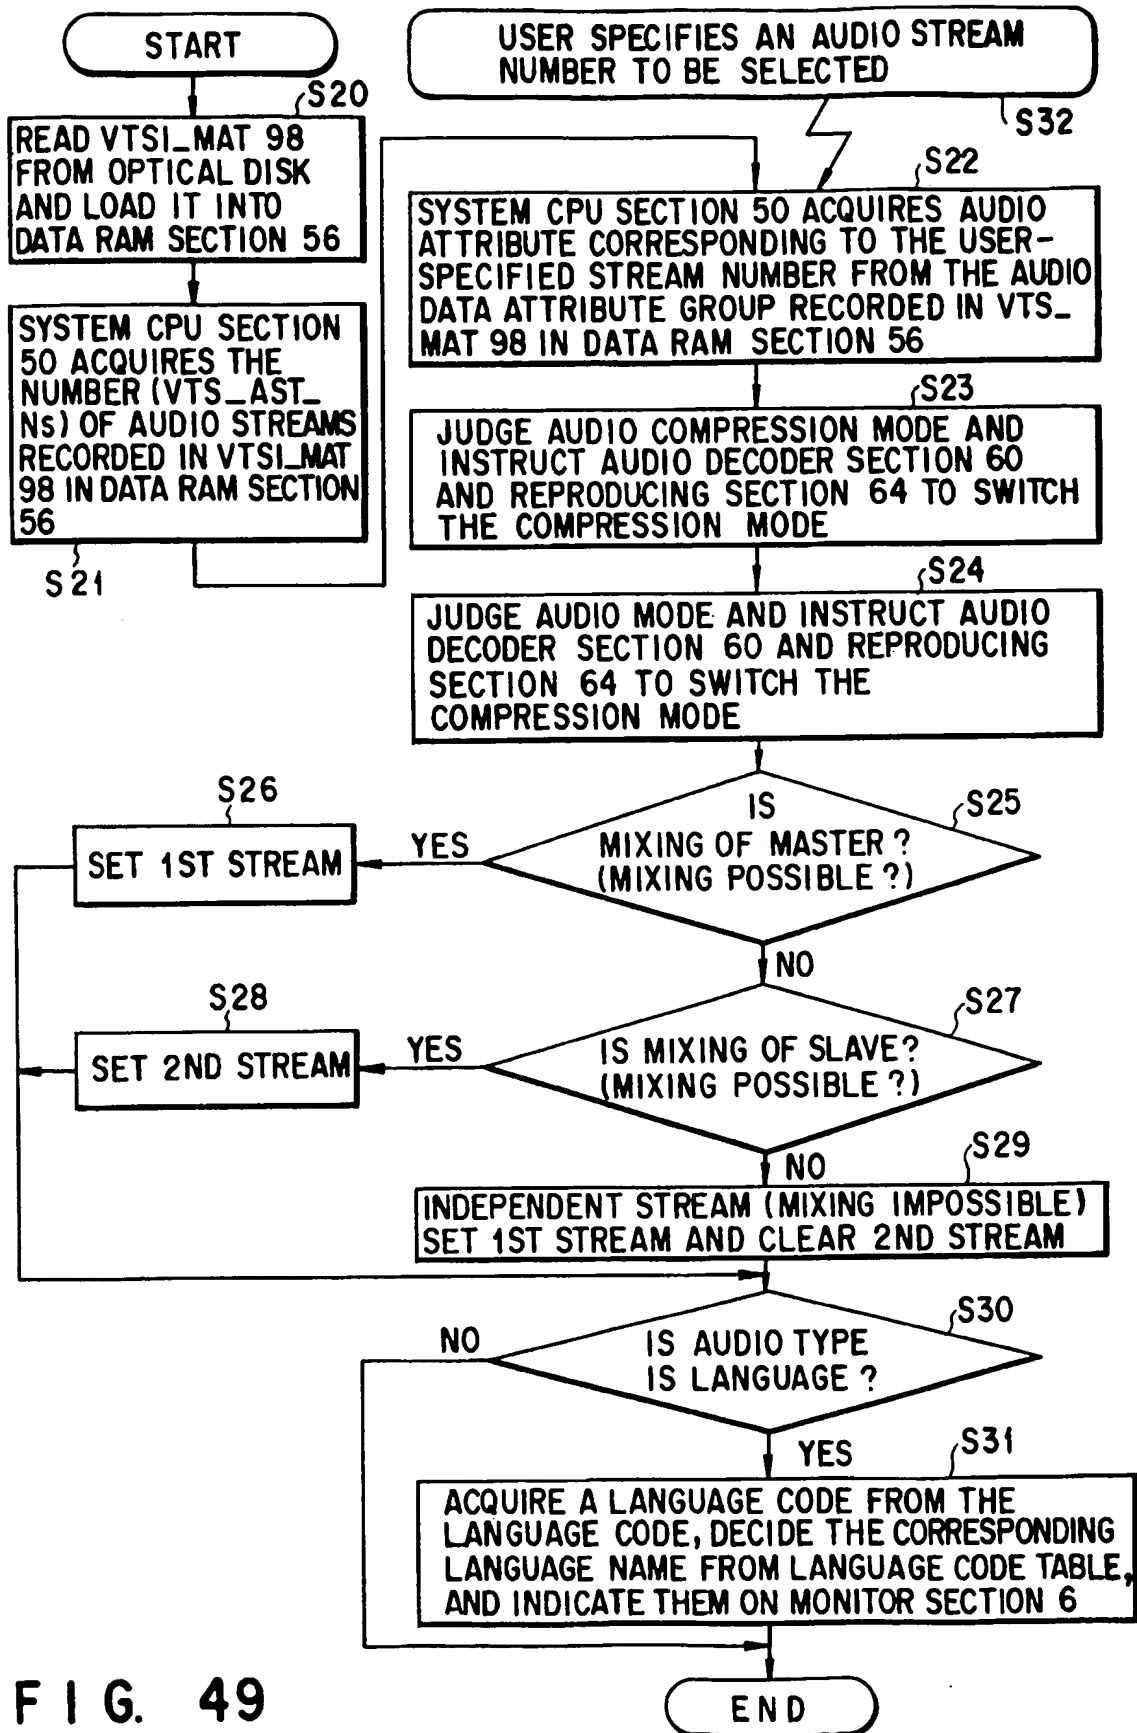 START
S20
READ VTSI_MAT 98
FROM OPTICAL DISK
AND LOAD IT INTO
DATA RAM SECTION 56
SYSTEM CPU SECTION
50 ACQUIRES THE
NUMBER (VTS_AST_
Ns) OF AUDIO STREAMS
RECORDED IN VTSI_MAT
98 IN DATA RAM SECTION
56
S21
USER SPECIFIES AN AUDIO STREAM
NUMBER TO BE SELECTED
S32
S22
SYSTEM CPU SECTION 50 ACQUIRES AUDIO
ATTRIBUTE CORRESPONDING TO THE USER-
SPECIFIED STREAM NUMBER FROM THE AUDIO
DATA ATTRIBUTE GROUP RECORDED IN VTS_
MAT 98 IN DATA RAM SECTION 56
S23
JUDGE AUDIO COMPRESSION MODE AND
INSTRUCT AUDIO DECODER SECTION 60
AND REPRODUCING SECTION 64 TO SWITCH
THE COMPRESSION MODE
S24
JUDGE AUDIO MODE AND INSTRUCT AUDIO
DECODER SECTION 60 AND REPRODUCING
SECTION 64 TO SWITCH THE
COMPRESSION MODE
S25
IS
MIXING OF MASTER?
(MIXING POSSIBLE?)
YES
S26
SET 1ST STREAM
NO
S27
IS MIXING OF SLAVE?
(MIXING POSSIBLE?)
YES
S28
SET 2ND STREAM
NO
S29
INDEPENDENT STREAM (MIXING IMPOSSIBLE)
SET 1ST STREAM AND CLEAR 2ND STREAM
S30
IS AUDIO TYPE
IS LANGUAGE?
NO
YES
S31
ACQUIRE A LANGUAGE CODE FROM THE
LANGUAGE CODE, DECIDE THE CORRESPONDING
LANGUAGE NAME FROM LANGUAGE CODE TABLE,
AND INDICATE THEM ON MONITOR SECTION 6
END
FIG. 49